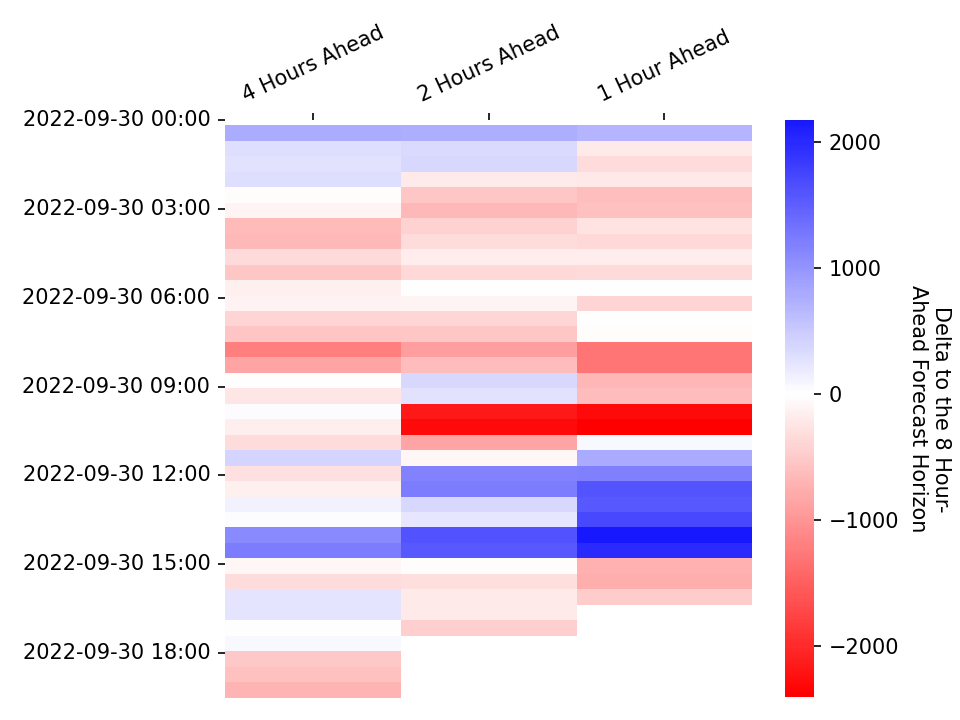 4 Hours Ahead
2 Hours Ahead
1 Hour Ahead
2022-09-30 00:00
2022-09-30 03:00
2022-09-30 06:00
2022-09-30 09:00
2022-09-30 12:00
2022-09-30 15:00
2022-09-30 18:00
2000
1000
0
−1000
−2000
Delta to the 8 Hour-
Ahead Forecast Horizon